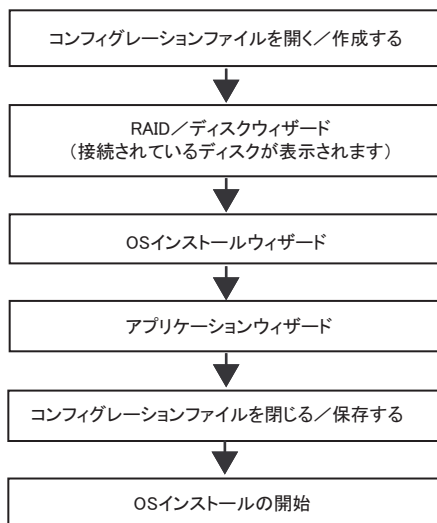 コンフィグレーションファイルを開く／作成する
RAID／ディスクウィザード
（接続されているディスクが表示されます）
OSインストールウィザード
アプリケーションウィザード
コンフィグレーションファイルを閉じる／保存する
OSインストールの開始